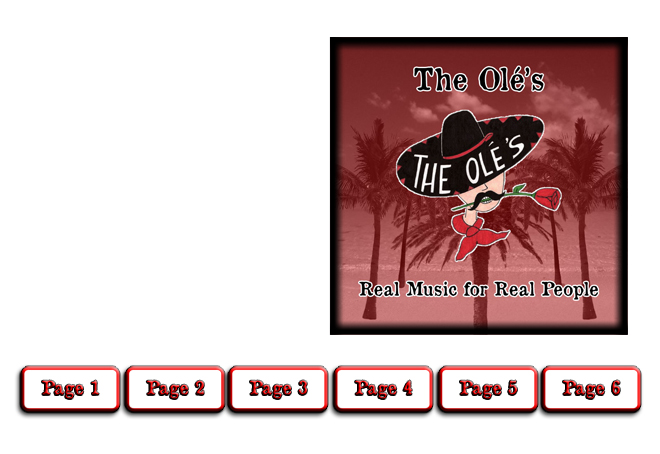 The Olé's
THE OLÉ'S
Real Music for Real People
Page 1 Page 2 Page 3 Page 4 Page 5 Page 6